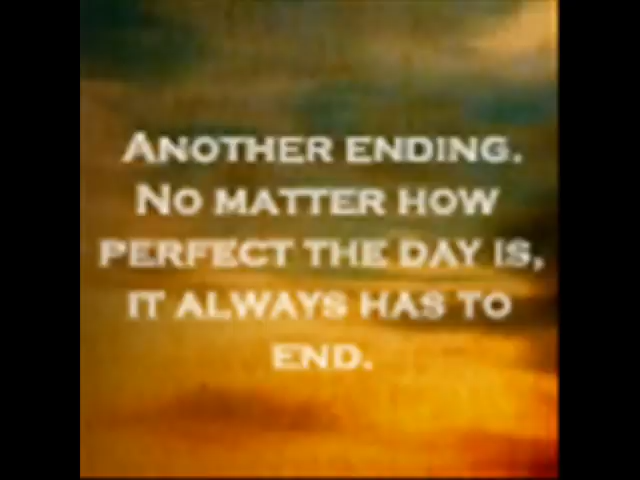 Another ending.
No matter how
perfect the day is,
it always has to
end.